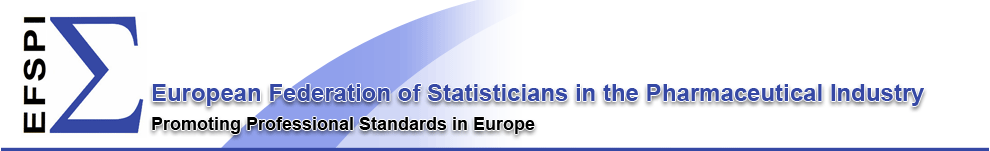 EFSPI
European Federation of Statisticians in the Pharmaceutical Industry
Promoting Professional Standards in Europe